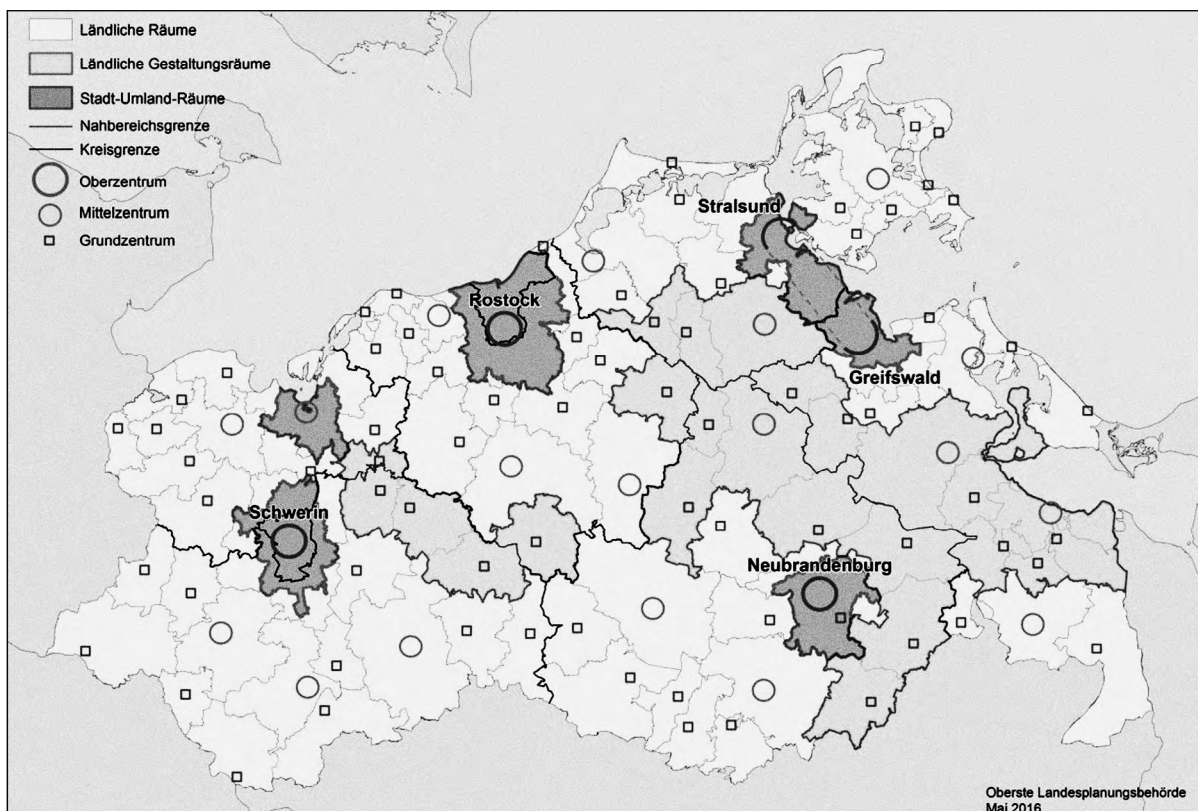 Ländliche Räume
Ländliche Gestaltungsräume
Stadt-Umland-Räume
Nahbereichsgrenze
Kreisgrenze
Oberzentrum
Mittelzentrum
Grundzentrum
Stralsund
Rostock
Greifswald
Schwerin
Neubrandenburg
Oberste Landesplanungsbehörde
Mai 2016